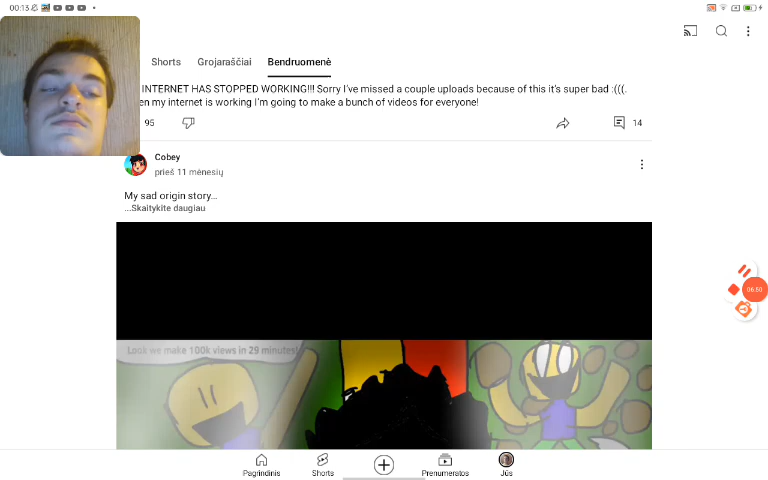 00:13
Shorts
Grojaraščiai
Bendruomenė
INTERNET HAS STOPPED WORKING!!! Sorry I've missed a couple uploads because of this it's super bad :(((.
en my internet is working I'm going to make a bunch of videos for everyone!
95
14
Cobey
prieš 11 mėnesių
My sad origin story...
...Skaitykite daugiau
06:50
Look we make 100k views in 29 minutes!
Pagrindinis
Shorts
Prenumeratos
Jūs